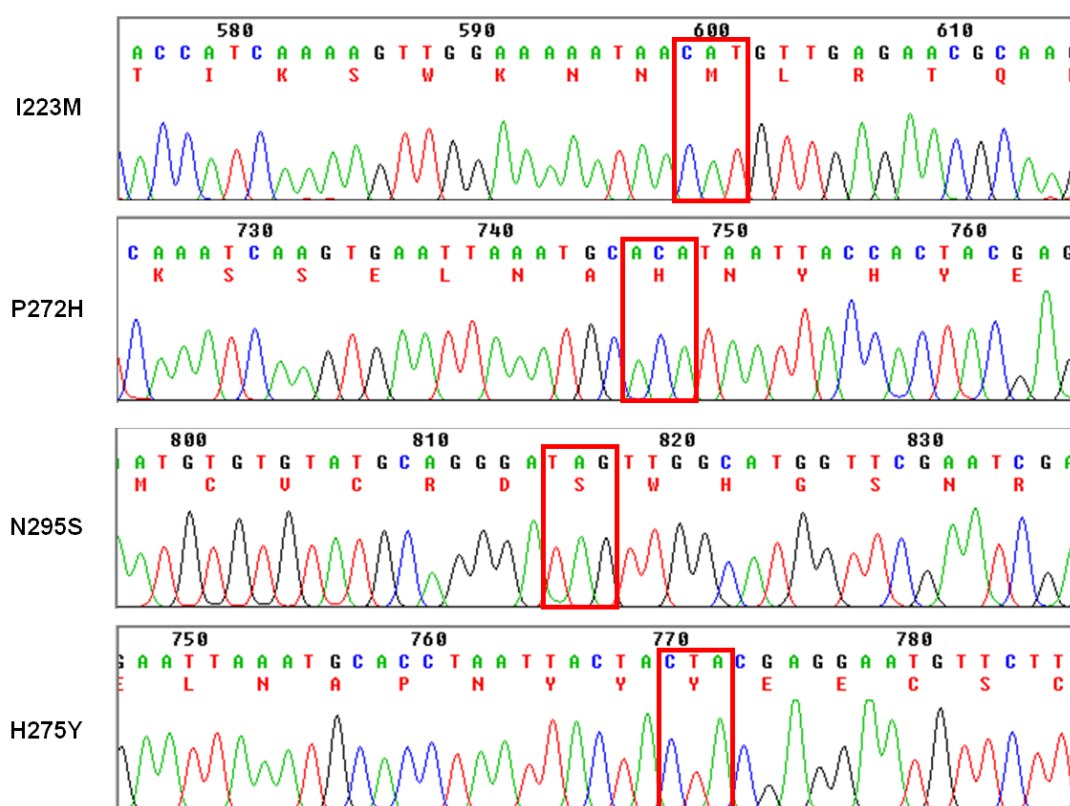 I223M
580 590 600 610
A C C A T C A A A A G T T G G A A A A A T A A C A T G T T G A G A A C G C A A
T I K S W K N N M L R T Q
P272H
730 740 750 760
C A A A T C A A G T G A A T T A A A T G C A C A T A A T T A C C A C T A C G A G
K S S E L N A H N Y H Y E
N295S
800 810 820 830
A T G T G T G T A T G C A G G G A T A G T T G G C A T G G T T C G A A T C G A
M C V C R D S W H G S N R
H275Y
750 760 770 780
G A A T T A A A T G C A C C T A A T T A C T A C T A C G A G G A A T G T T C T T
E L N A P N Y Y Y E E C S C